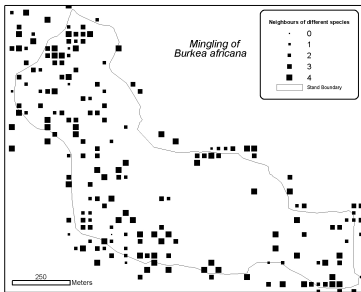 Mingling of
Burkea africana
Neighbours of different species
0
1
2
3
4
Stand Boundary
250
Meters